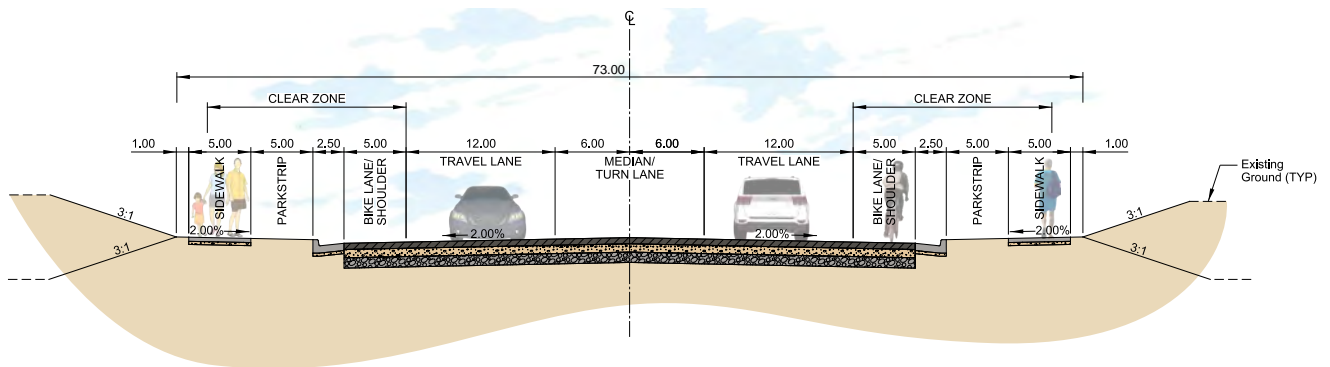 ℄
73.00
CLEAR ZONE
CLEAR ZONE
1.00
5.00
5.00
2.50
5.00
12.00
6.00
6.00
12.00
5.00
2.50
5.00
5.00
1.00
SIDEWALK
PARKSTRIP
BIKE LANE/
SHOULDER
TRAVEL LANE
MEDIAN/
TURN LANE
TRAVEL LANE
BIKE LANE/
SHOULDER
PARKSTRIP
SIDEWALK
Existing
Ground (TYP)
3:1
3:1
2.00%
2.00%
2.00%
2.00%
3:1
3:1